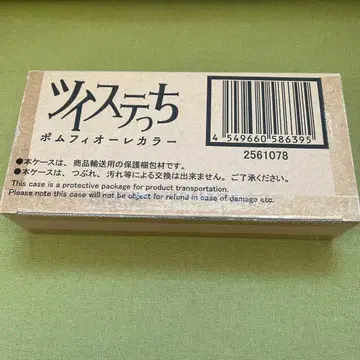 ツイステっち
ポムフィオーレカラー
4 549660 586395
2561078
●本ケースは、商品輸送用の保護梱包材です。
●本ケースは、つぶれ、汚れ等による交換は出来ません。ご了承ください。
This case is a protective package for product transportation.
Please note this case will not be object for refund in case of damage etc.